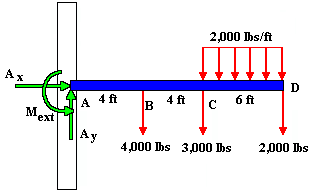 2,000 lbs/ft
Ax
A
4 ft
B
4 ft
C
6 ft
D
Mext
Ay
4,000 lbs
3,000 lbs
2,000 lbs